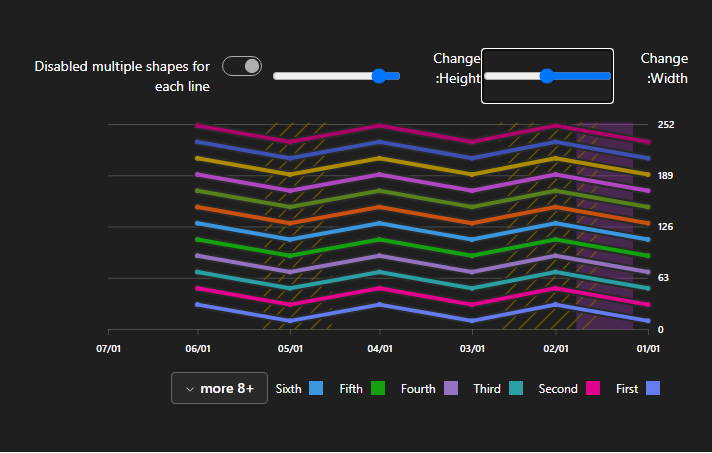 Disabled multiple shapes for
each line
Change
:Height
Change
:Width
252
189
126
63
0
07/01 06/01 05/01 04/01 03/01 02/01 01/01
more 8+ Sixth Fifth Fourth Third Second First